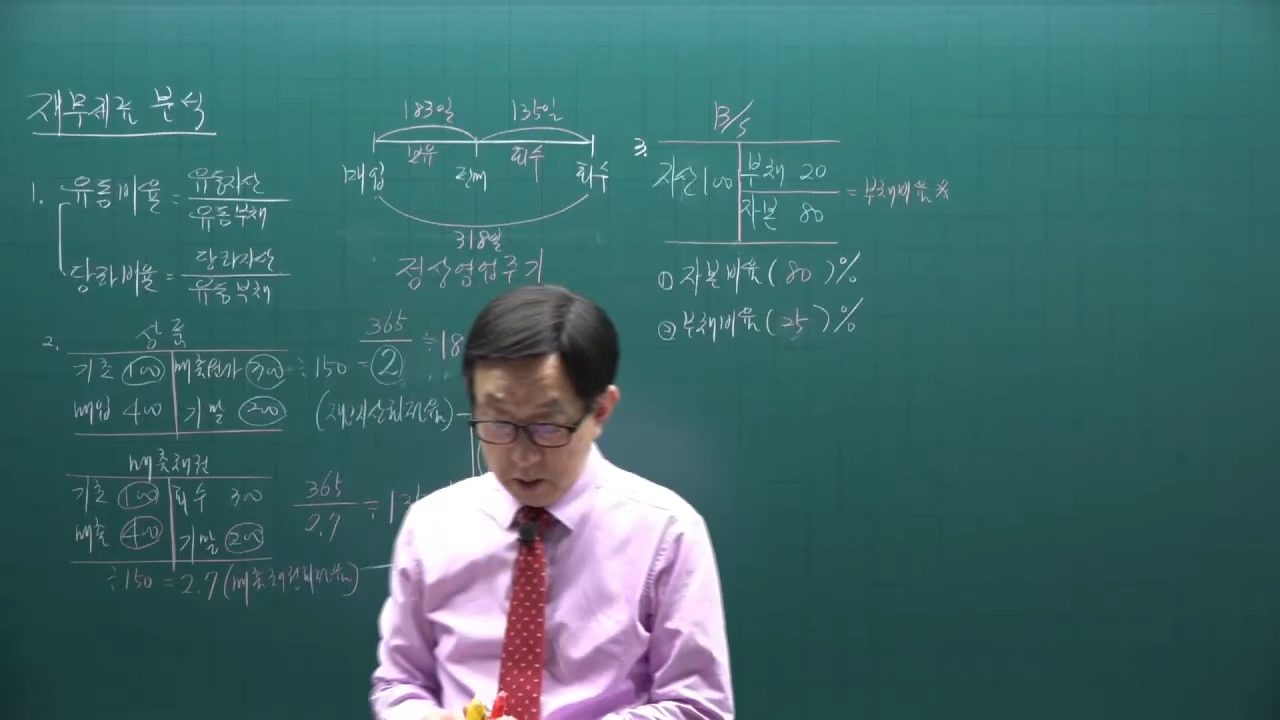 재무제표 분석
1. 유동비율 = 유동자산
유동부채
당좌비율 = 당좌자산
유동부채
2. 상품
기초 100 매출원가 300 ÷ 150 = 2
매입 400 기말 200 (재고자산회전율)
365
÷ 18
매출채권
기초 100 회수 300
매출 400 기말 200
÷ 150 = 2.7 (매출채권회전율)
365
2.7
183일 135일
보유 회수
매입 판매 회수
318일
정상영업주기
3. B/S
자산 100 부채 20
자본 80
= 부채비율
① 자본비율 (80)%
② 부채비율 (25)%